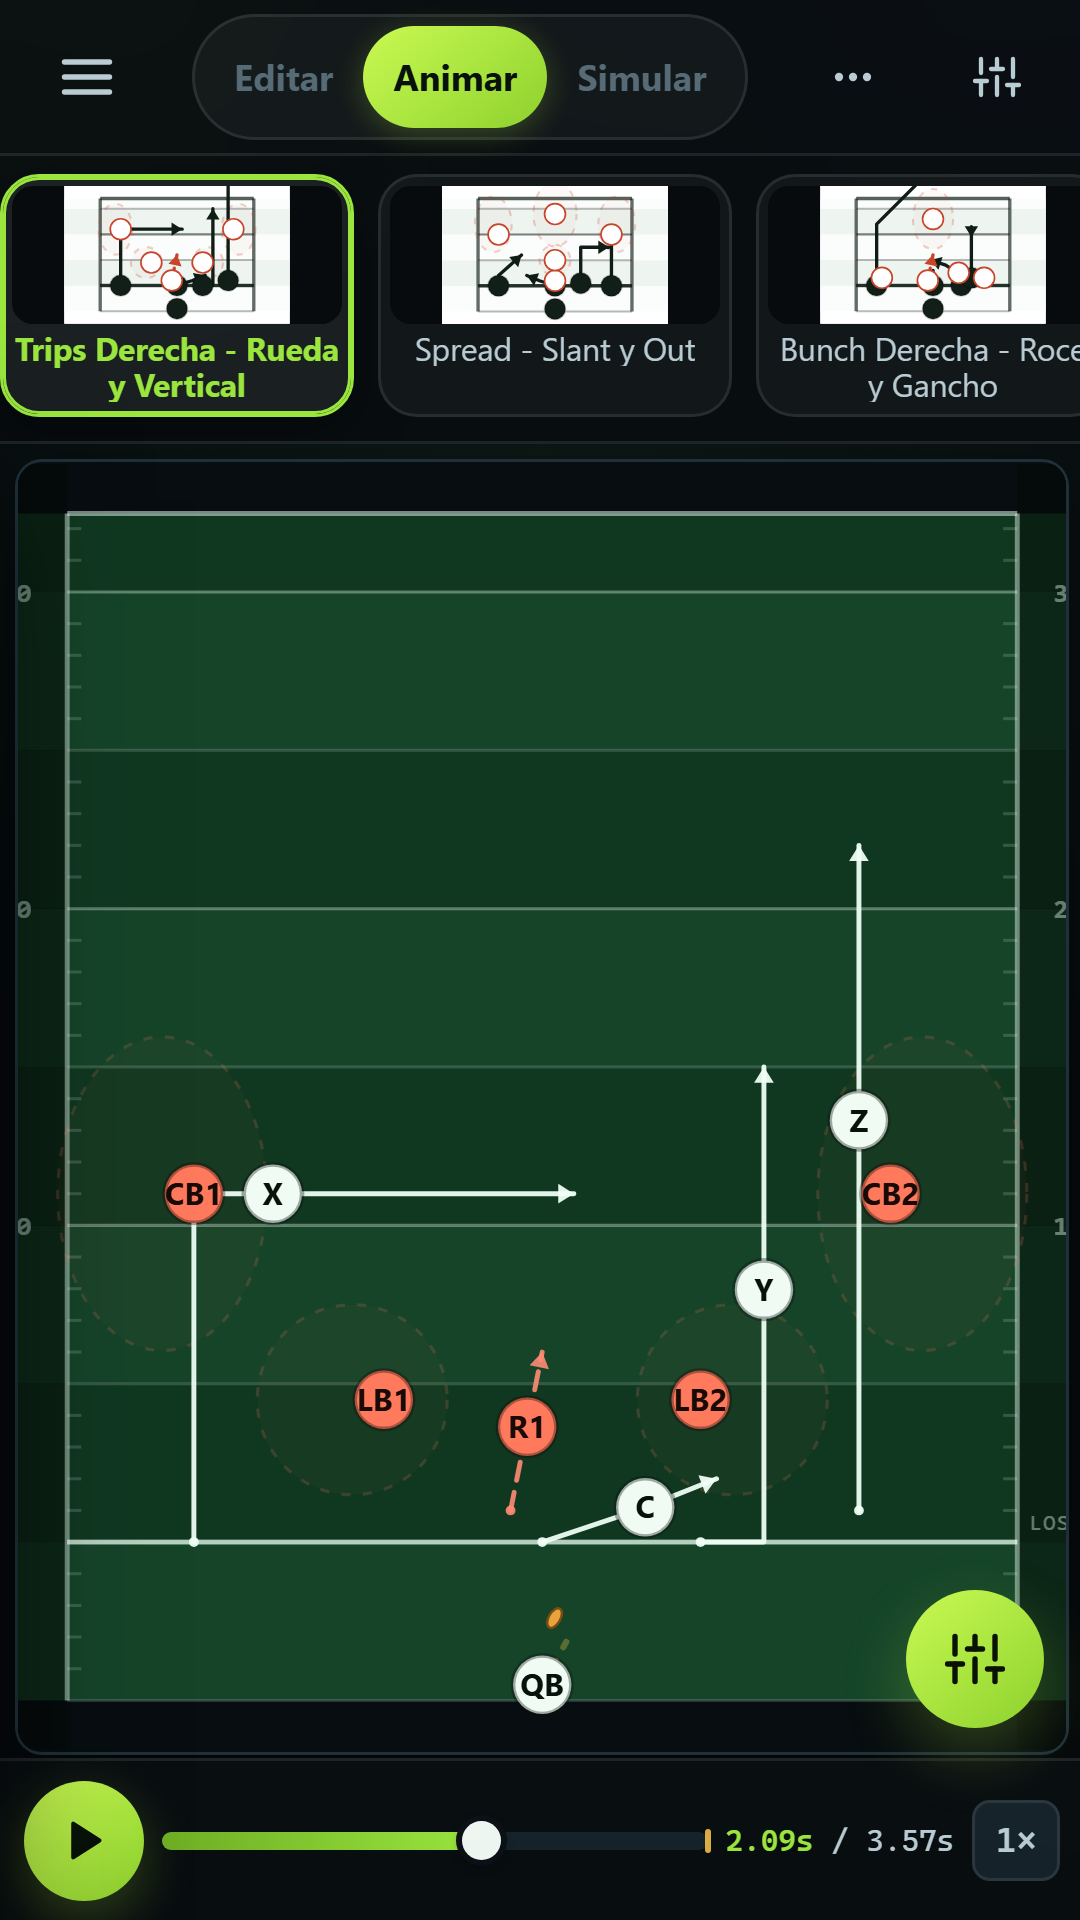 Editar
Animar
Simular
Trips Derecha - Rueda
y Vertical
Spread - Slant y Out
Bunch Derecha - Roce
y Gancho
0
3
0
2
Z
CB1
X
CB2
0
1
Y
LB1
LB2
R1
C
LOS
QB
2.09s / 3.57s
1×